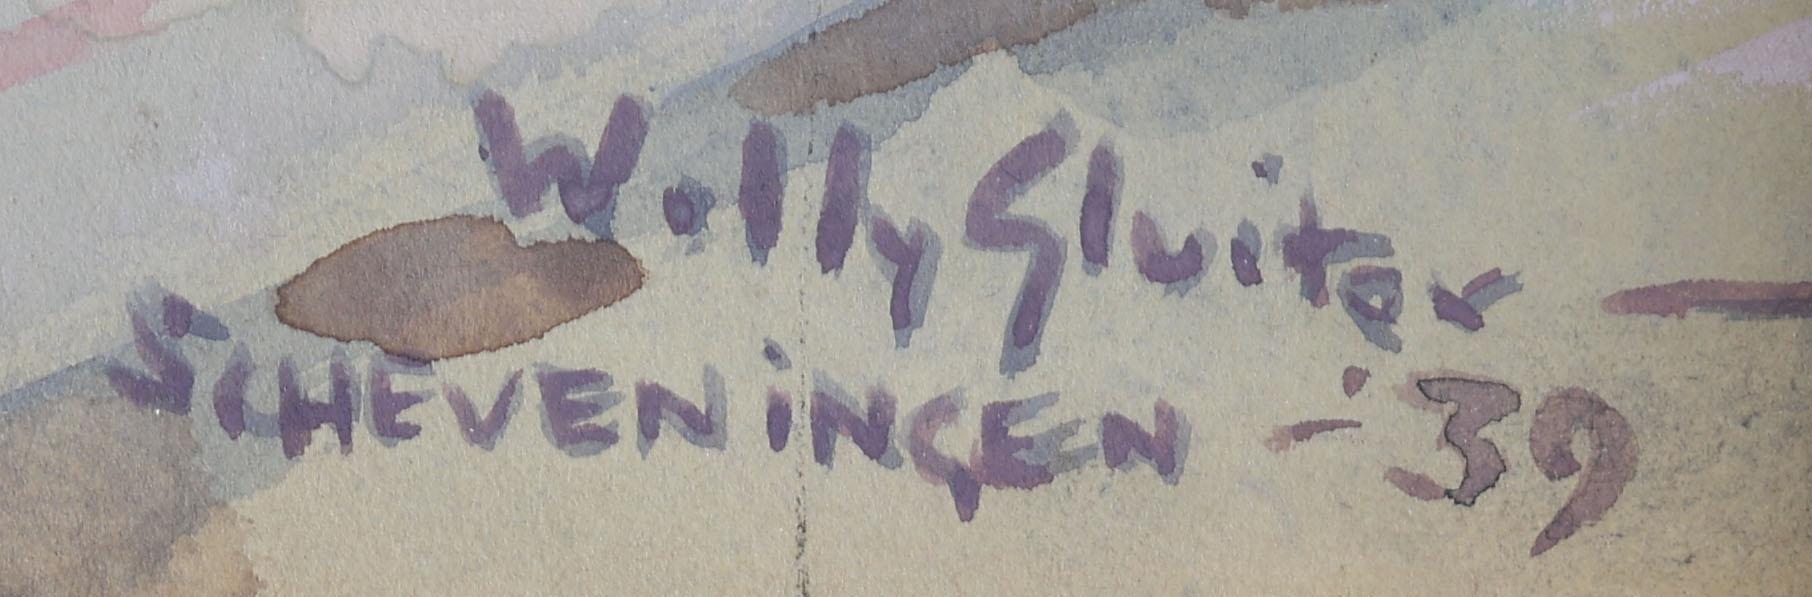 Willy Sluiter
SCHEVENiNGEN - '39